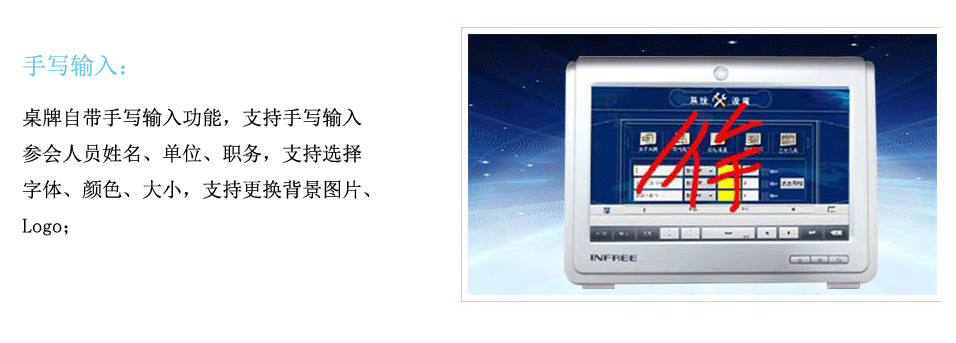 手写输入：
桌牌自带手写输入功能，支持手写输入
参会人员姓名、单位、职务，支持选择
字体、颜色、大小，支持更换背景图片、
Logo；
系统设置
INFREE